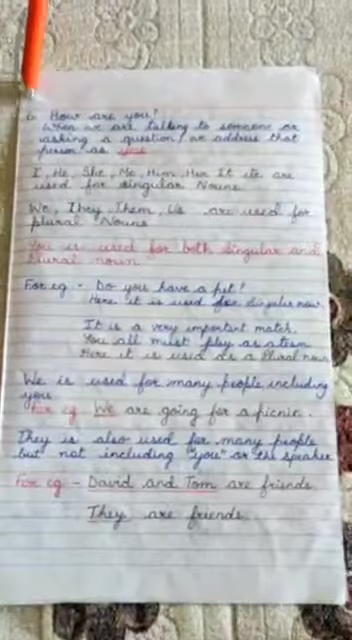 6. How are you?
When we are talking to someone or
asking a question, we address that
person as you
I, He, She, Me, Him, Her It etc are
used for singular Nouns.
We, They, Them, Us are used for
plural Nouns
You is used for both singular and
Plural noun
For eg - Do you have a pet?
Here it is used for singular noun
It is a very important match.
You all must play as a team
Here it is used as a Plural noun
We is used for many people, including
you
For eg We are going for a picnic.
They is also used for many people
but not including "you" or the speaker
For eg - David and Tom are friends.
They are friends.